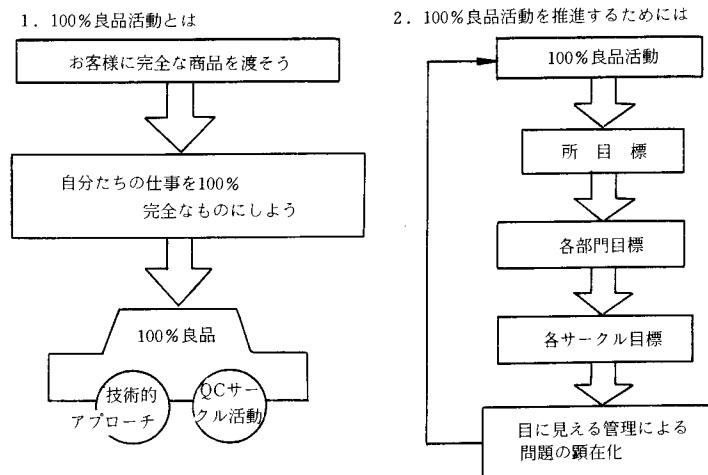 1. 100%良品活動とは
お客様に完全な商品を渡そう
自分たちの仕事を100%
完全なものにしよう
100%良品
技術的
アプローチ
QCサー
クル活動
2. 100%良品活動を推進するためには
100%良品活動
所 目 標
各部門目標
各サークル目標
目に見える管理による
問題の顕在化